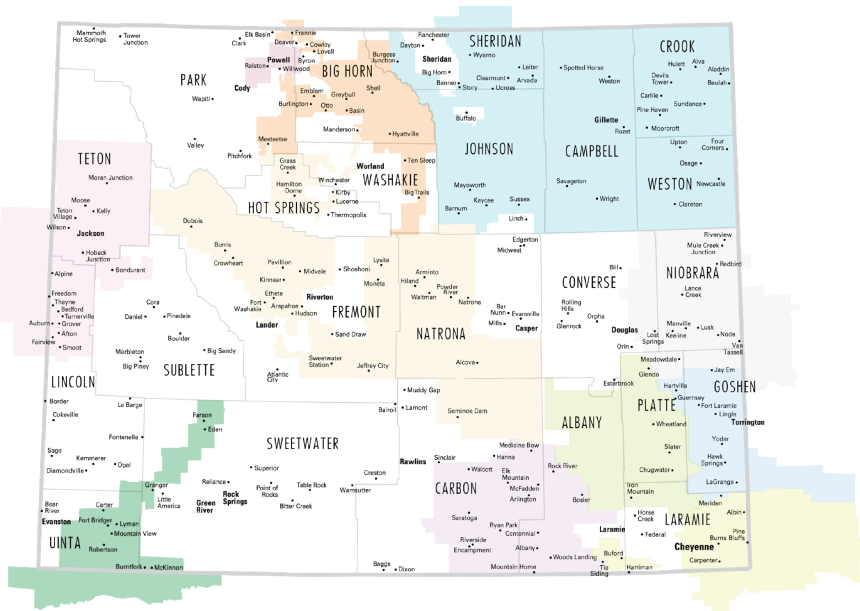 Mammoth
Hot Springs
Tower
Junction
Elk Basin
Clark
Frannie
Deaver
Cowley
Lovell
Byron
Powell
Ralston
Willwood
Cody
PARK
BIG HORN
Wapiti
Valley
Pitchfork
Meeteetse
Emblem
Burlington
Otto
Greybull
Basin
Shell
Manderson
Hyattville
Burgess
Junction
Ranchester
Dayton
Sheridan
SHERIDAN
Wyarno
Big Horn
Banner
Story
Clearmont
Ucross
Leiter
Arvada
Buffalo
JOHNSON
Mayoworth
Kaycee
Barnum
Sussex
Linch
Spotted Horse
Weston
Gillette
Rozet
CAMPBELL
Savageton
Wright
CROOK
Hulett
Alva
Aladdin
Devils
Tower
Beulah
Carlile
Sundance
Pine Haven
Moorcroft
Upton
Four
Corners
Osage
WESTON
Newcastle
Clareton
TETON
Moran Junction
Moose
Teton
Village
Kelly
Wilson
Jackson
Hoback
Junction
Grass
Creek
Hamilton
Dome
Worland
Winchester
Kirby
Lucerne
Thermopolis
HOT SPRINGS
WASHAKIE
Ten Sleep
Big Trails
Alpine
Bondurant
Freedom
Thayne
Bedford
Turnerville
Auburn
Grover
Afton
Fairview
Smoot
Dubois
Burris
Crowheart
Pavillion
Kinnear
Midvale
Shoshoni
Lysite
Moneta
Ethete
Fort
Washakie
Arapahoe
Riverton
Hudson
Lander
FREMONT
Sand Draw
Sweetwater
Station
Jeffrey City
Atlantic
City
Cora
Daniel
Pinedale
Boulder
Marbleton
Big Piney
Big Sandy
SUBLETTE
LINCOLN
Edgerton
Midwest
Arminto
Hiland
Waltman
Powder
River
Natrona
Bar
Nunn
Evansville
Mills
Casper
NATRONA
Alcova
Bill
CONVERSE
Rolling
Hills
Glenrock
Orpha
Douglas
Orin
Lost
Springs
Esterbrook
Riverview
Mule Creek
Junction
Redbird
NIOBRARA
Lance
Creek
Manville
Keeline
Lusk
Node
Van
Tassell
Border
Cokeville
La Barge
Fontenelle
Sage
Kemmerer
Diamondville
Opal
Farson
Eden
SWEETWATER
Granger
Little
America
Green
River
Rock
Springs
Reliance
Superior
Point of
Rocks
Table Rock
Bitter Creek
Creston
Wamsutter
Bear
River
Evanston
Carter
Fort Bridger
Lyman
Mountain View
Robertson
UINTA
Burntfork
McKinnon
Muddy Gap
Bairoil
Lamont
Seminoe Dam
Rawlins
Sinclair
Walcott
Hanna
Medicine Bow
Elk
Mountain
McFadden
Arlington
CARBON
Saratoga
Ryan Park
Riverside
Encampment
Centennial
Albany
Baggs
Dixon
Mountain Home
ALBANY
Rock River
Bosler
Laramie
Woods Landing
Buford
Tie
Siding
Harriman
Meadowdale
Glendo
PLATTE
Hartville
Guernsey
Wheatland
Slater
Chugwater
Iron
Mountain
Jay Em
GOSHEN
Fort Laramie
Lingle
Torrington
Yoder
Hawk
Springs
LaGrange
Meriden
Horse
Creek
LARAMIE
Albin
Federal
Pine
Burns Bluffs
Cheyenne
Carpenter